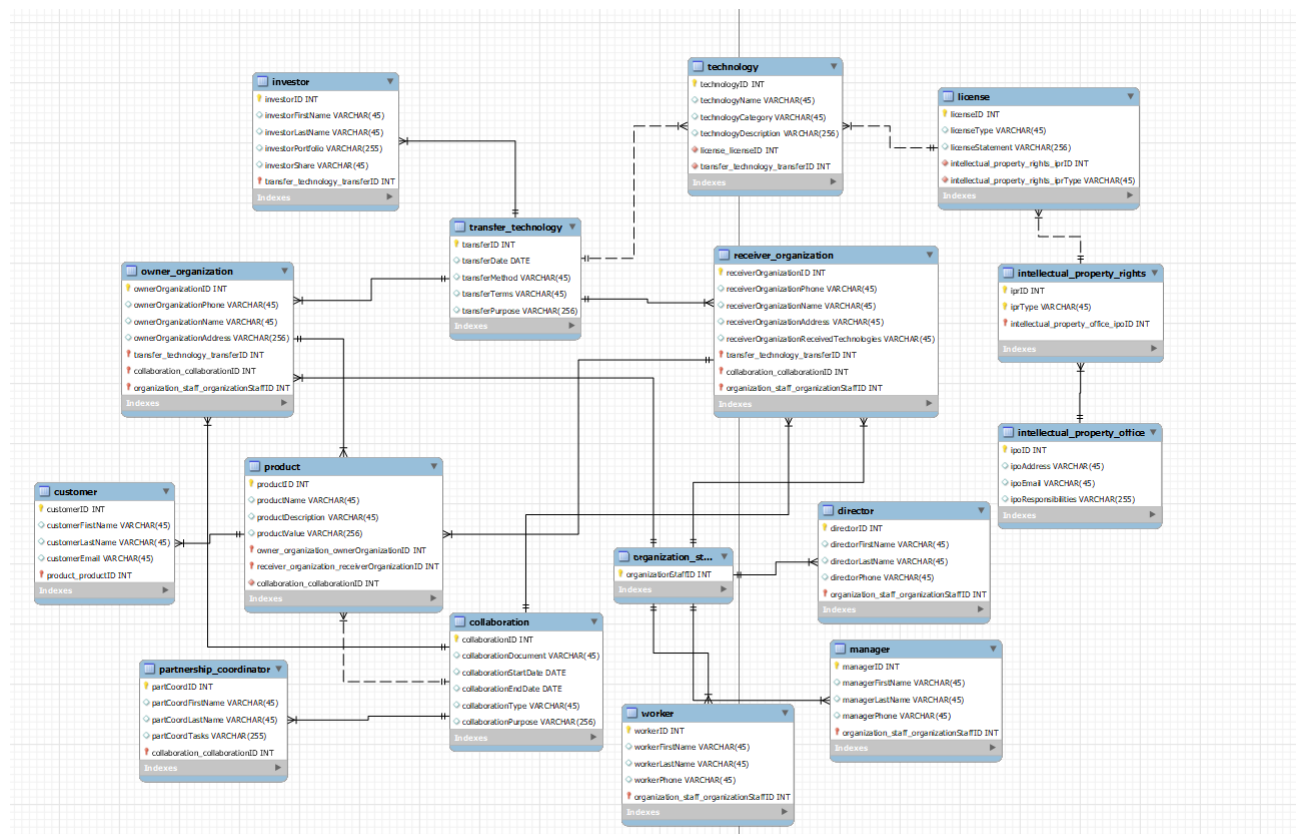 investor
investorID INT
investorFirstName VARCHAR(45)
investorLastName VARCHAR(45)
investorPortfolio VARCHAR(255)
investorShare VARCHAR(45)
transfer_technology_transferID INT
Indexes
technology
technologyID INT
technologyName VARCHAR(45)
technologyCategory VARCHAR(45)
technologyDescription VARCHAR(256)
license_licenseID INT
transfer_technology_transferID INT
Indexes
license
licenseID INT
licenseType VARCHAR(45)
licenseStatement VARCHAR(256)
intellectual_property_rights_iprID INT
intellectual_property_rights_iprType VARCHAR(45)
Indexes
transfer_technology
transferID INT
transferDate DATE
transferMethod VARCHAR(45)
transferTerms VARCHAR(45)
transferPurpose VARCHAR(256)
Indexes
owner_organization
ownerOrganizationID INT
ownerOrganizationPhone VARCHAR(45)
ownerOrganizationName VARCHAR(45)
ownerOrganizationAddress VARCHAR(256)
transfer_technology_transferID INT
collaboration_collaborationID INT
organization_staff_organizationStaffID INT
Indexes
receiver_organization
receiverOrganizationID INT
receiverOrganizationPhone VARCHAR(45)
receiverOrganizationName VARCHAR(45)
receiverOrganizationAddress VARCHAR(45)
receiverOrganizationReceivedTechnologies VARCHAR(45)
transfer_technology_transferID INT
collaboration_collaborationID INT
organization_staff_organizationStaffID INT
Indexes
intellectual_property_rights
iprID INT
iprType VARCHAR(45)
intellectual_property_office_ipoID INT
Indexes
intellectual_property_office
ipoID INT
ipoAddress VARCHAR(45)
ipoEmail VARCHAR(45)
ipoResponsibilities VARCHAR(255)
Indexes
product
productID INT
productName VARCHAR(45)
productDescription VARCHAR(45)
productValue VARCHAR(256)
owner_organization_ownerOrganizationID INT
receiver_organization_receiverOrganizationID INT
collaboration_collaborationID INT
Indexes
customer
customerID INT
customerFirstName VARCHAR(45)
customerLastName VARCHAR(45)
customerEmail VARCHAR(45)
product_productID INT
Indexes
director
directorID INT
directorFirstName VARCHAR(45)
directorLastName VARCHAR(45)
directorPhone VARCHAR(45)
organization_staff_organizationStaffID INT
Indexes
organization_st...
organizationStaffID INT
Indexes
collaboration
collaborationID INT
collaborationDocument VARCHAR(45)
collaborationStartDate DATE
collaborationEndDate DATE
collaborationType VARCHAR(45)
collaborationPurpose VARCHAR(256)
Indexes
partnership_coordinator
partCoordID INT
partCoordFirstName VARCHAR(45)
partCoordLastName VARCHAR(45)
partCoordTasks VARCHAR(255)
collaboration_collaborationID INT
Indexes
manager
managerID INT
managerFirstName VARCHAR(45)
managerLastName VARCHAR(45)
managerPhone VARCHAR(45)
organization_staff_organizationStaffID INT
Indexes
worker
workerID INT
workerFirstName VARCHAR(45)
workerLastName VARCHAR(45)
workerPhone VARCHAR(45)
organization_staff_organizationStaffID INT
Indexes